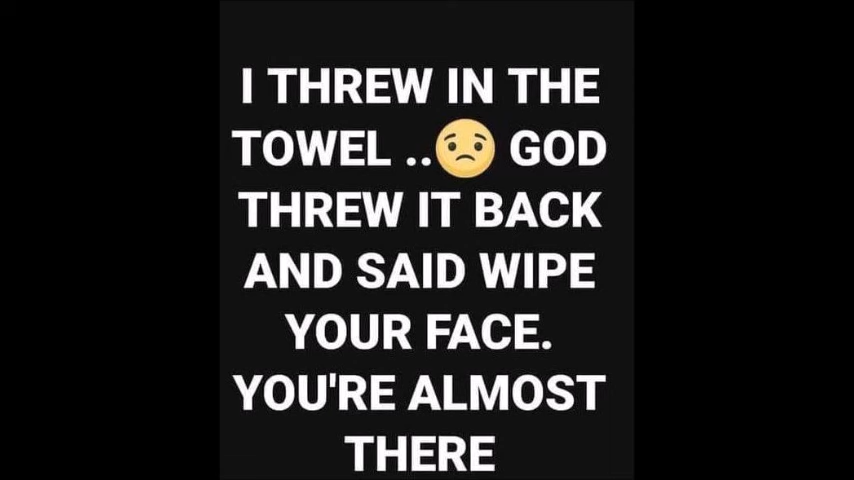 I THREW IN THE
TOWEL ..😟 GOD
THREW IT BACK
AND SAID WIPE
YOUR FACE.
YOU'RE ALMOST
THERE